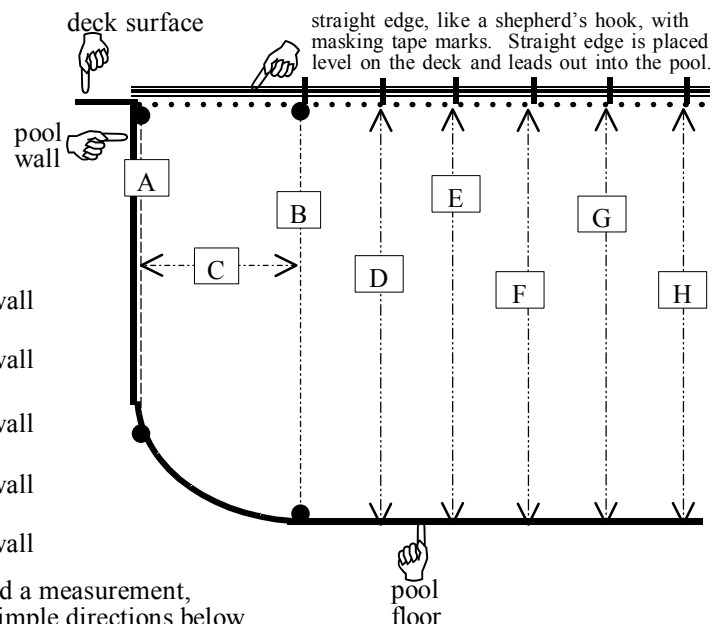 deck surface
straight edge, like a shepherd's hook, with
masking tape marks. Straight edge is placed
level on the deck and leads out into the pool.
pool
wall
A
B
C
D
E
F
G
H
wall
wall
wall
wall
wall
a measurement,
simple directions below
pool
floor